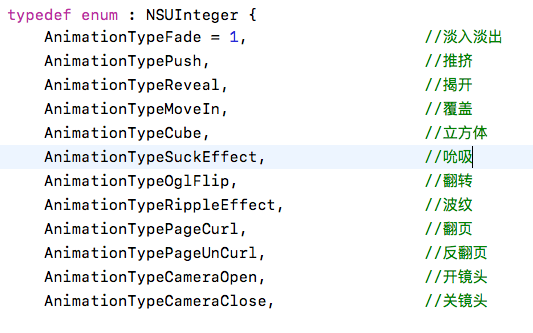 typedef enum : NSUInteger {
AnimationTypeFade = 1, //淡入淡出
AnimationTypePush, //推挤
AnimationTypeReveal, //揭开
AnimationTypeMoveIn, //覆盖
AnimationTypeCube, //立方体
AnimationTypeSuckEffect, //吮吸
AnimationTypeOglFlip, //翻转
AnimationTypeRippleEffect, //波纹
AnimationTypePageCurl, //翻页
AnimationTypePageUnCurl, //反翻页
AnimationTypeCameraOpen, //开镜头
AnimationTypeCameraClose, //关镜头